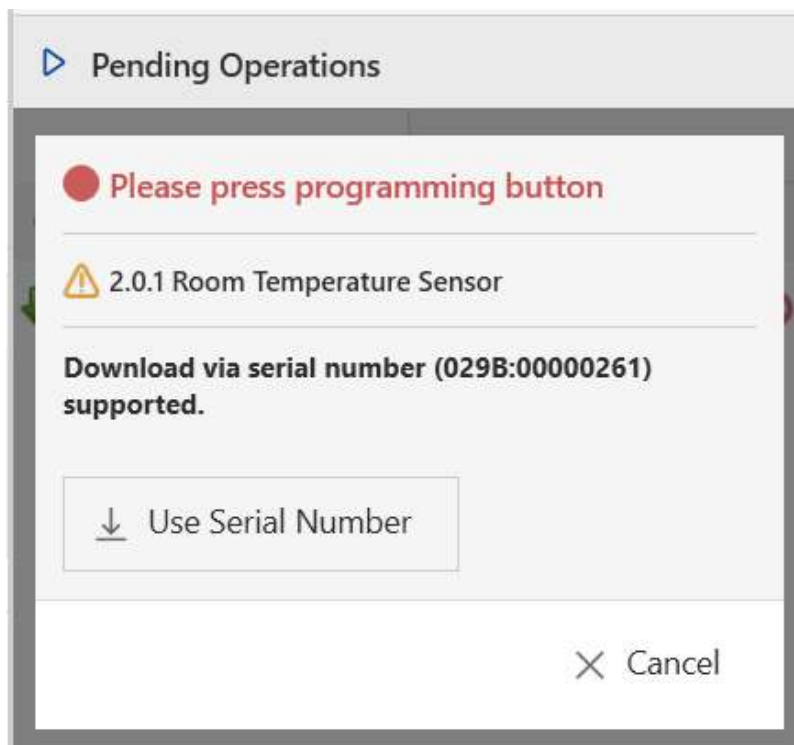 Pending Operations
Please press programming button
2.0.1 Room Temperature Sensor
Download via serial number (029B:00000261)
supported.
Use Serial Number
Cancel